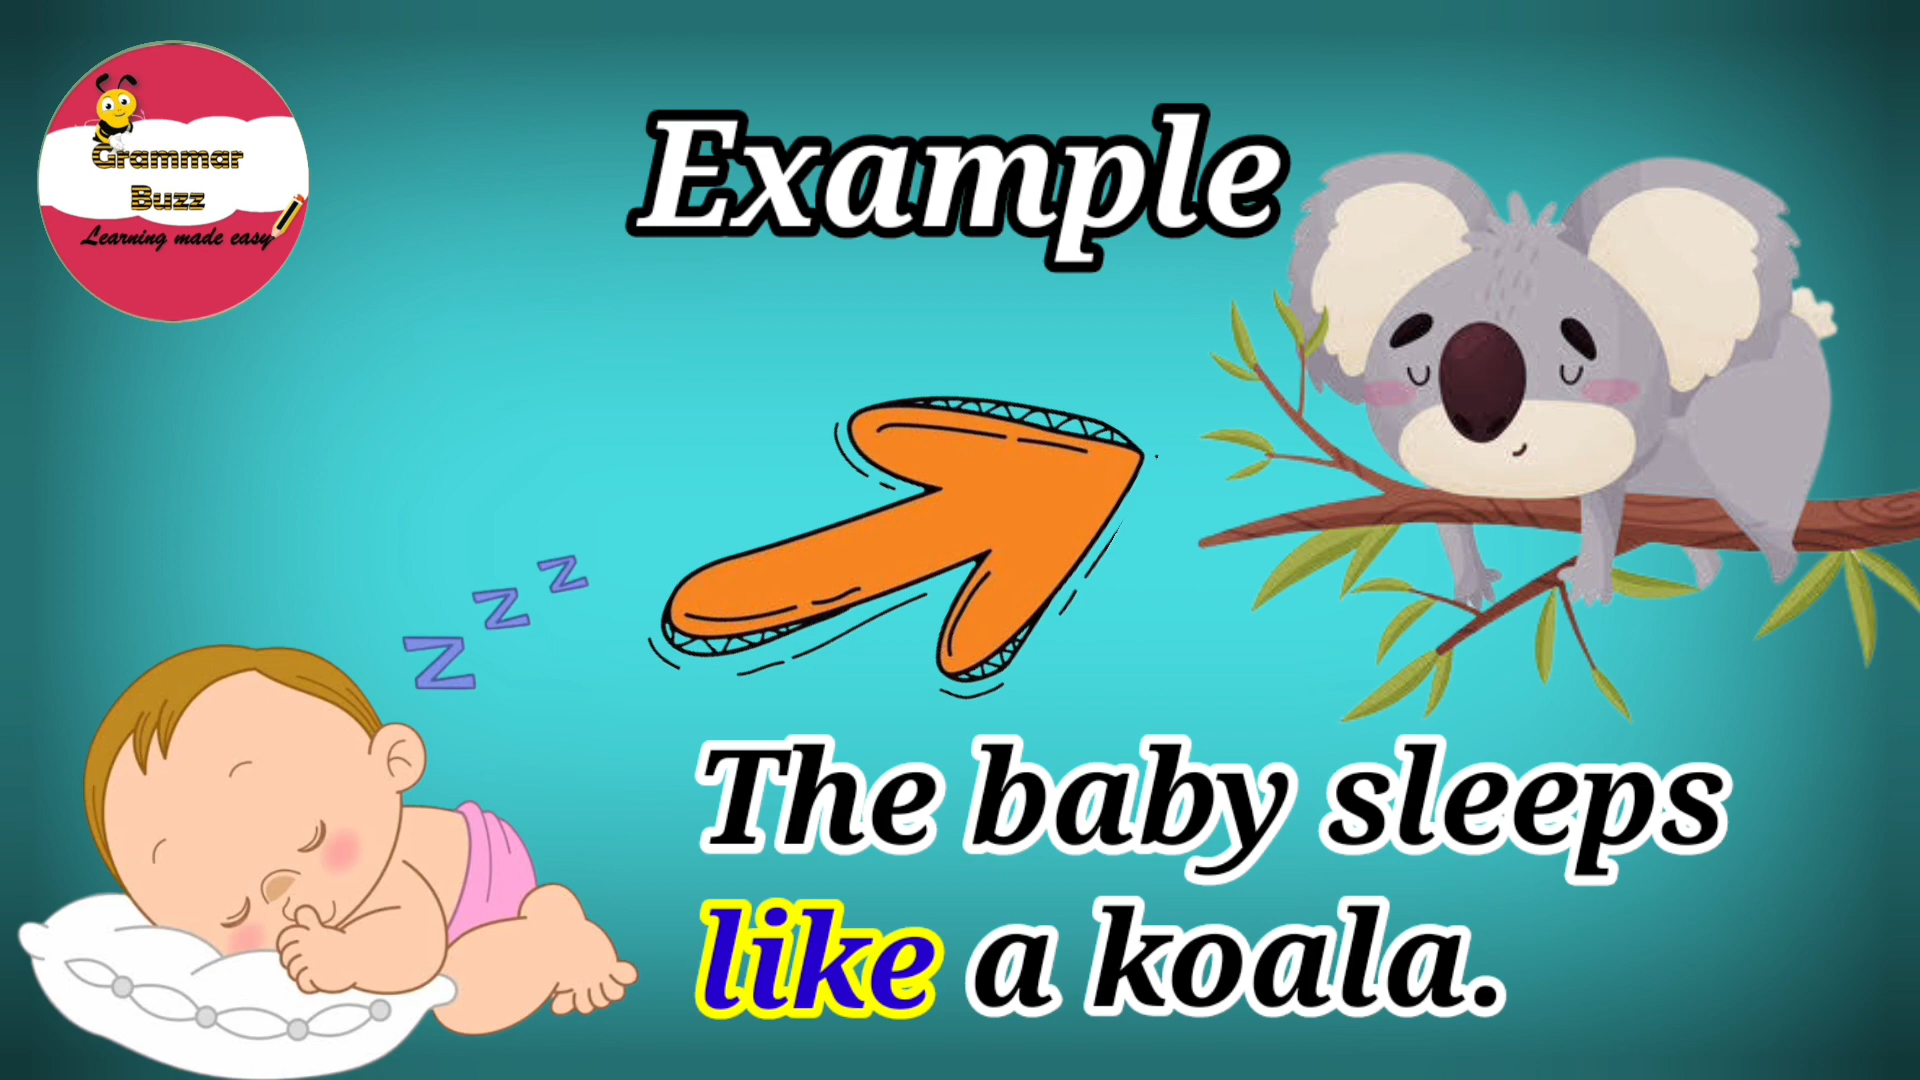 Grammar
Buzz
Learning made easy
Example
z z z
The baby sleeps
like a koala.